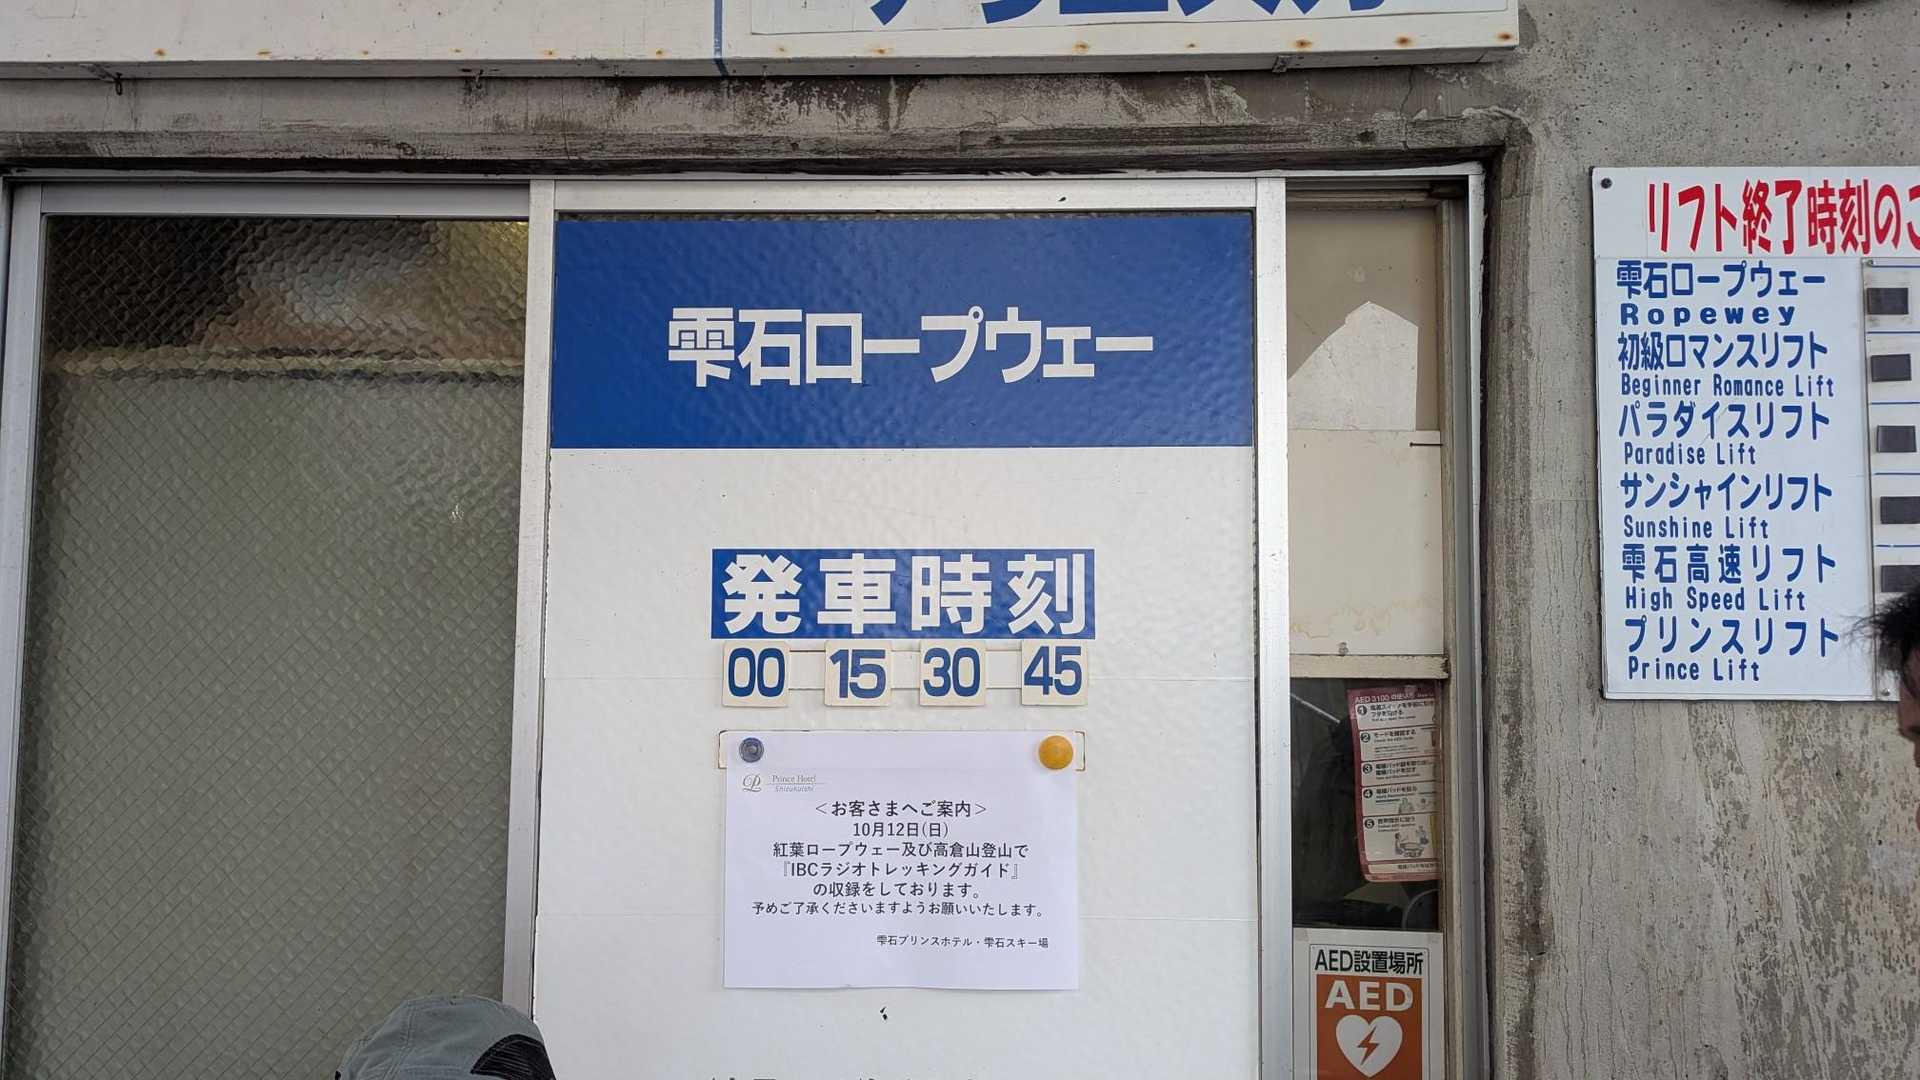 雫石ロープウェー
発車時刻
00 15 30 45
Prince Hotel
Shizukuishi
＜お客さまへご案内＞
10月12日(日)
紅葉ロープウェー及び高倉山登山で
『IBCラジオトレッキングガイド』
の収録をしております。
予めご了承くださいますようお願いいたします。
雫石プリンスホテル・雫石スキー場
リフト終了時刻のご
雫石ロープウェー
Ropewey
初級ロマンスリフト
Beginner Romance Lift
パラダイスリフト
Paradise Lift
サンシャインリフト
Sunshine Lift
雫石高速リフト
High Speed Lift
プリンスリフト
Prince Lift
AED設置場所
AED